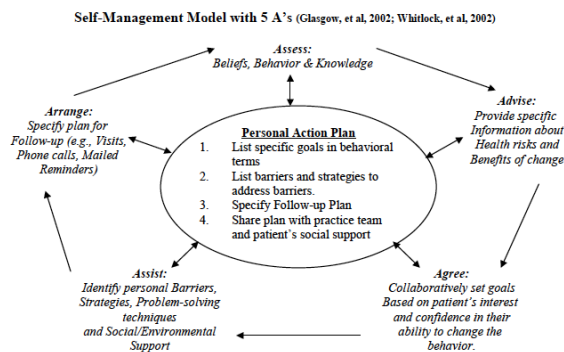 Self-Management Model with 5 A's (Glasgow, et al, 2002; Whitlock, et al, 2002)
Assess:
Beliefs, Behavior & Knowledge
Advise:
Provide specific
Information about
Health risks and
Benefits of change
Agree:
Collaboratively set goals
Based on patient's interest
and confidence in their
ability to change the
behavior.
Assist:
Identify personal Barriers,
Strategies, Problem-solving
techniques
and Social/Environmental
Support
Arrange:
Specify plan for
Follow-up (e.g., Visits,
Phone calls, Mailed
Reminders)
Personal Action Plan
1. List specific goals in behavioral
terms
2. List barriers and strategies to
address barriers.
3. Specify Follow-up Plan
4. Share plan with practice team
and patient's social support